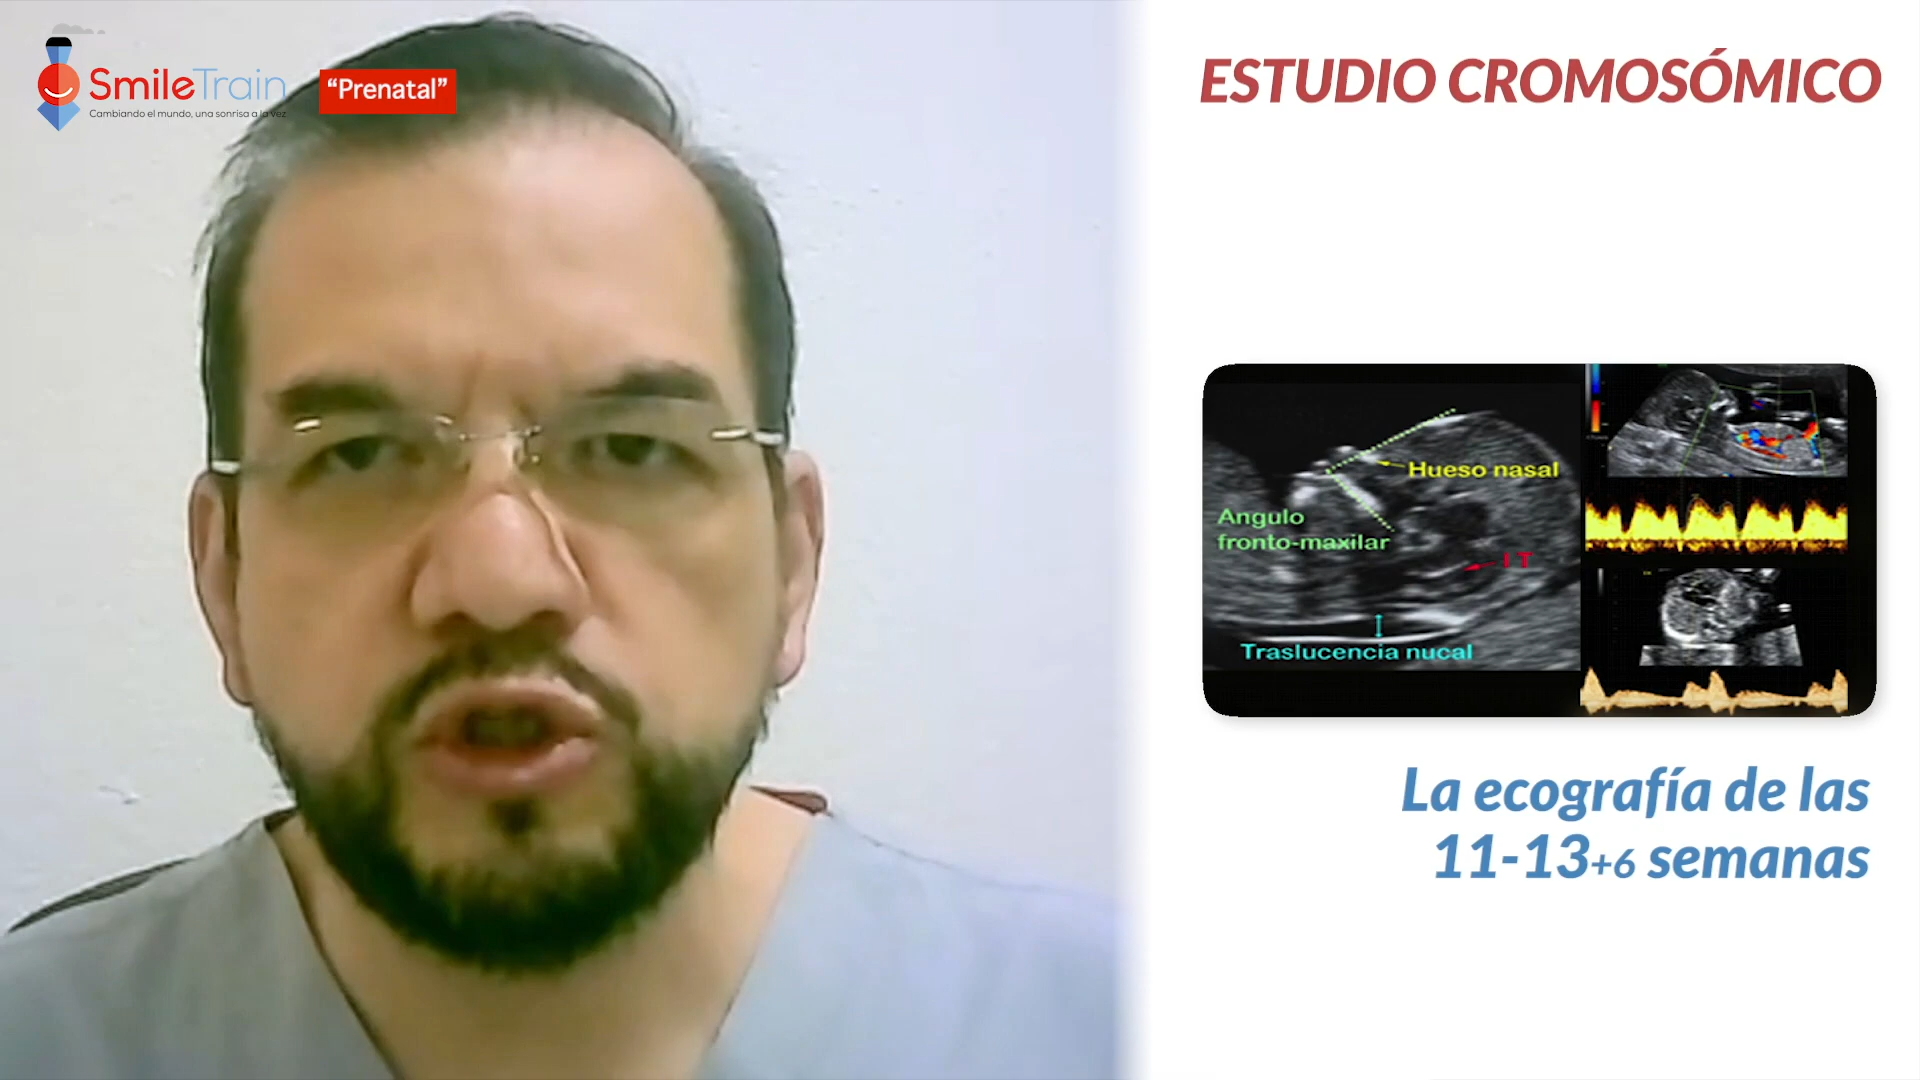 SmileTrain
Cambiando el mundo, una sonrisa a la vez.
“Prenatal”
ESTUDIO CROMOSÓMICO
Hueso nasal
Angulo
fronto-maxilar
I T
Traslucencia nucal
La ecografía de las
11-13+6 semanas